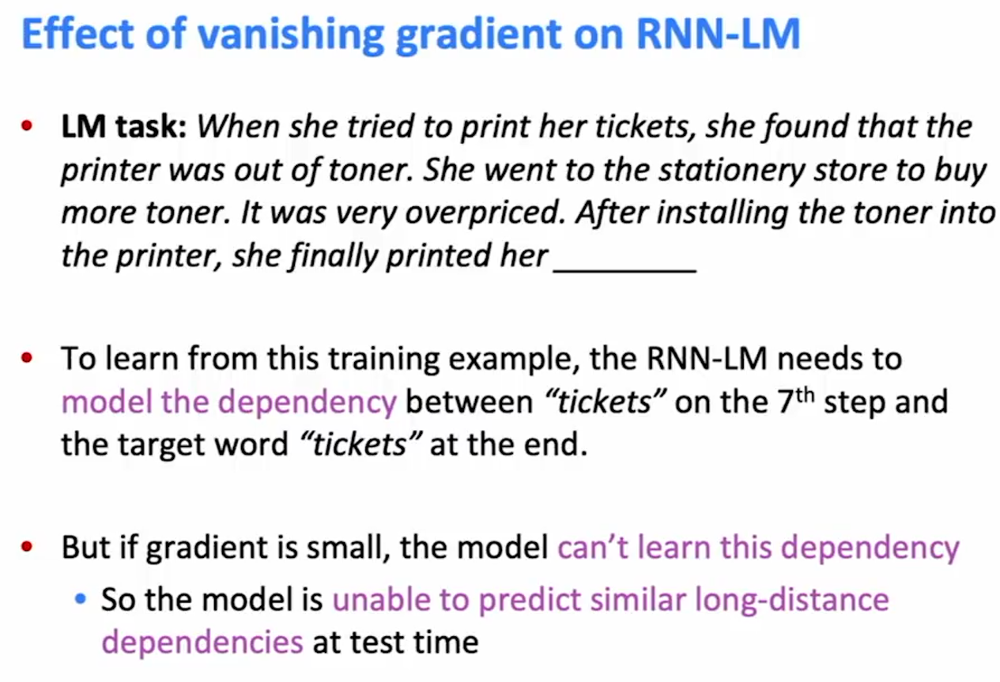 Effect of vanishing gradient on RNN-LM
• LM task: When she tried to print her tickets, she found that the
printer was out of toner. She went to the stationery store to buy
more toner. It was very overpriced. After installing the toner into
the printer, she finally printed her ________
• To learn from this training example, the RNN-LM needs to
model the dependency between “tickets” on the 7th step and
the target word “tickets” at the end.
• But if gradient is small, the model can’t learn this dependency
• So the model is unable to predict similar long-distance
dependencies at test time